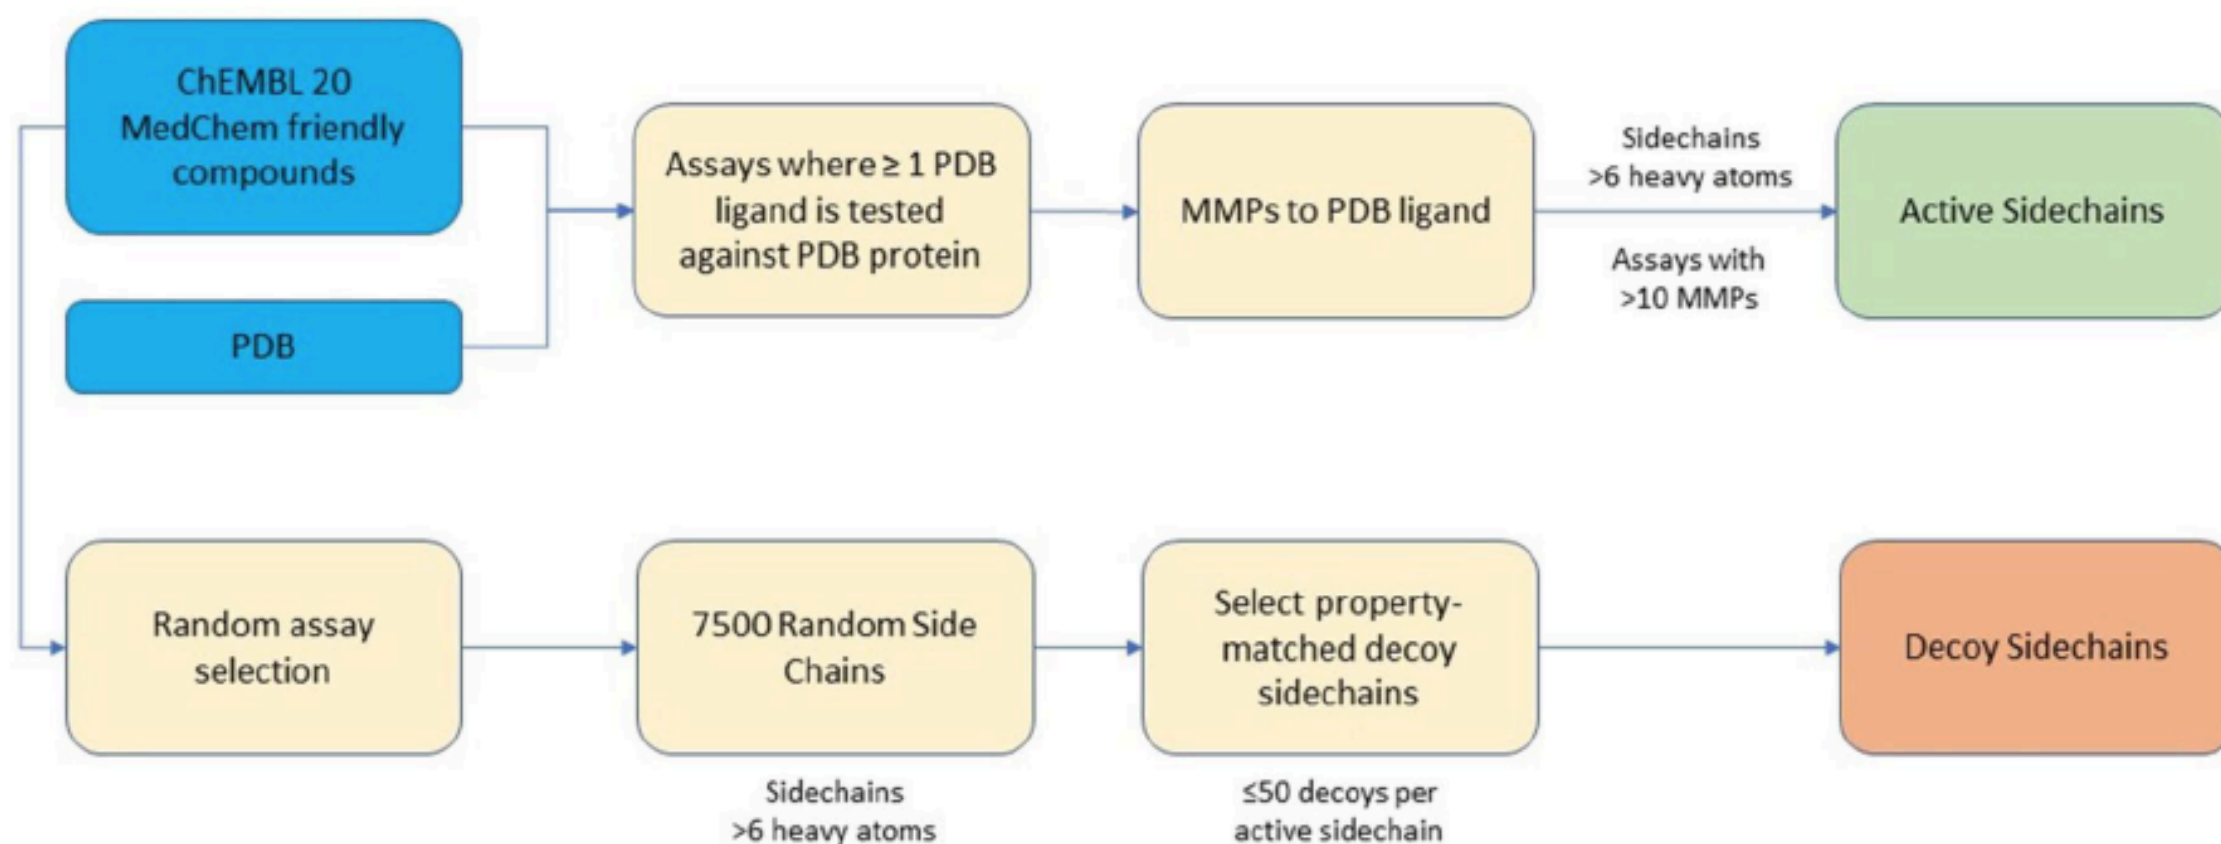 ChEMBL 20
MedChem friendly
compounds
PDB
Assays where ≥ 1 PDB
ligand is tested
against PDB protein
MMPs to PDB ligand
Sidechains
>6 heavy atoms
Assays with
>10 MMPs
Active Sidechains
Random assay
selection
7500 Random Side
Chains
Sidechains
>6 heavy atoms
Select property-
matched decoy
sidechains
≤50 decoys per
active sidechain
Decoy Sidechains